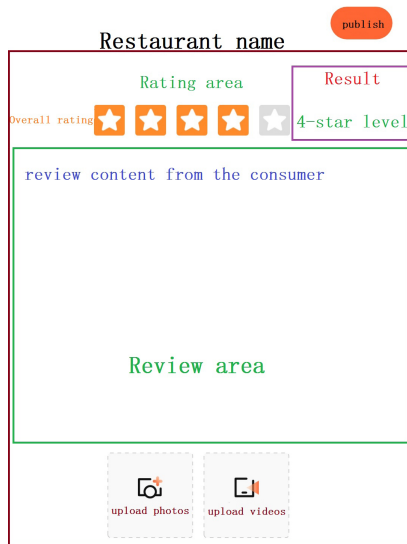 publish
Restaurant name
Rating area
Result
Overall rating
4-star level
review content from the consumer
Review area
upload photos
upload videos